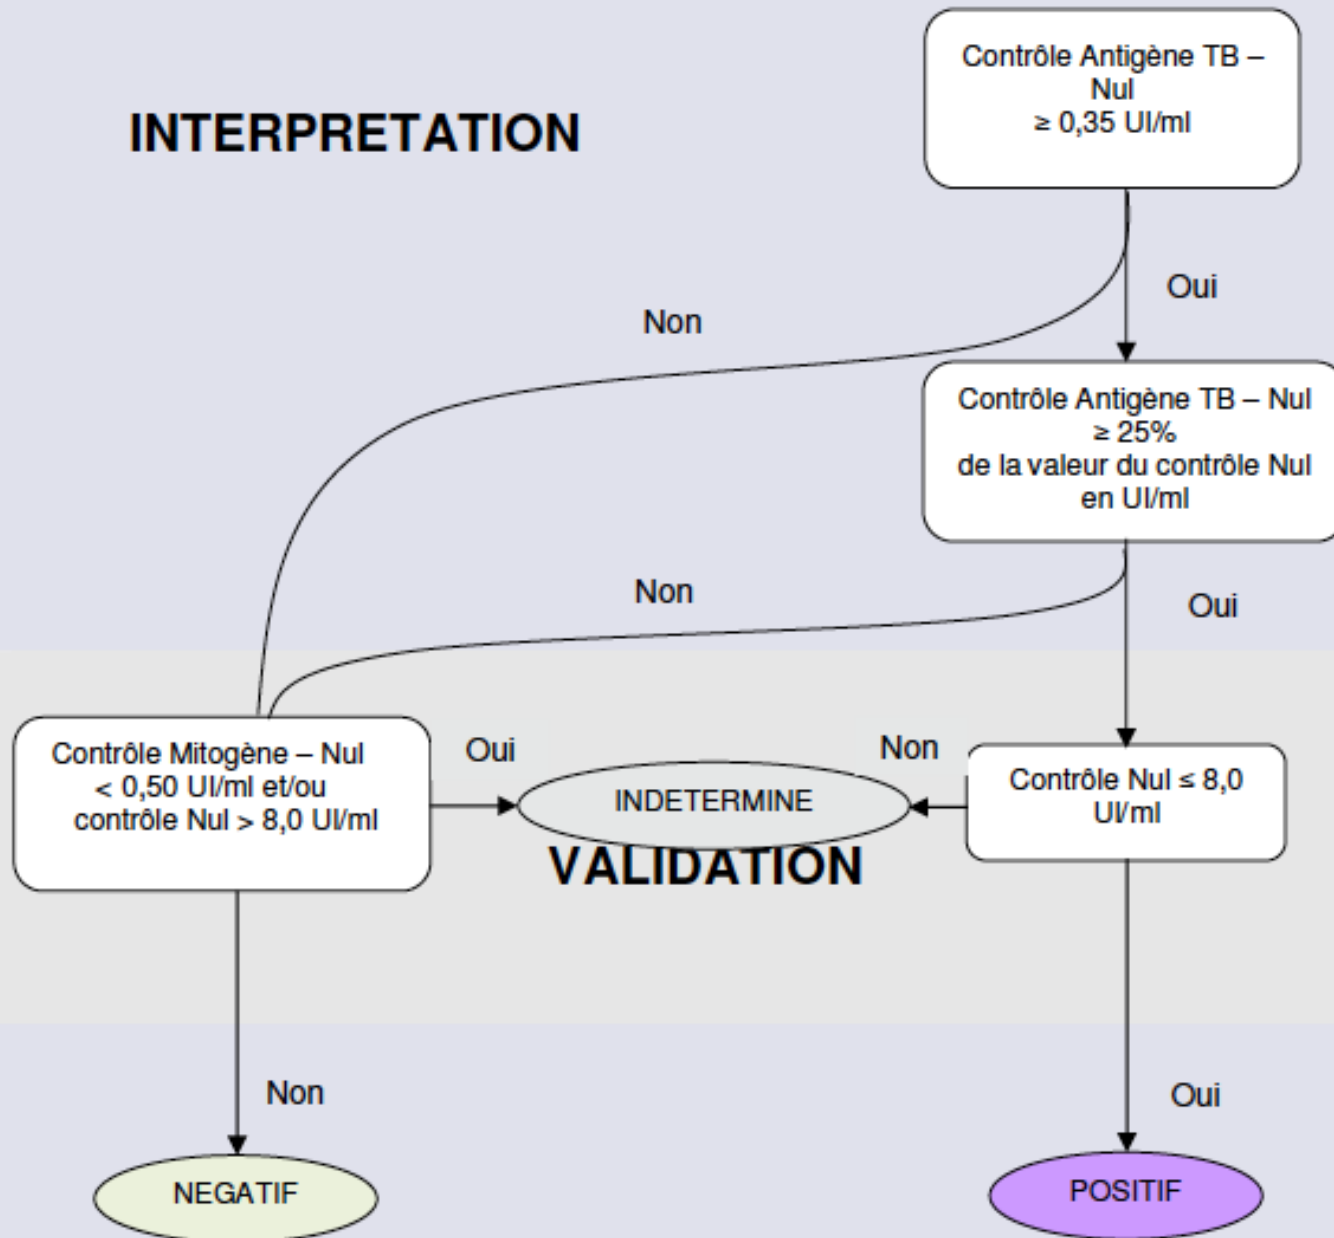 Contrôle Antigène TB –
Nul
≥ 0,35 UI/ml
INTERPRETATION
Oui
Non
Contrôle Antigène TB – Nul
≥ 25%
de la valeur du contrôle Nul
en UI/ml
Non
Oui
Contrôle Mitogène – Nul
< 0,50 UI/ml et/ou
contrôle Nul > 8,0 UI/ml
Oui
INDETERMINE
Non
Contrôle Nul ≤ 8,0
UI/ml
VALIDATION
Non
Oui
NEGATIF
POSITIF